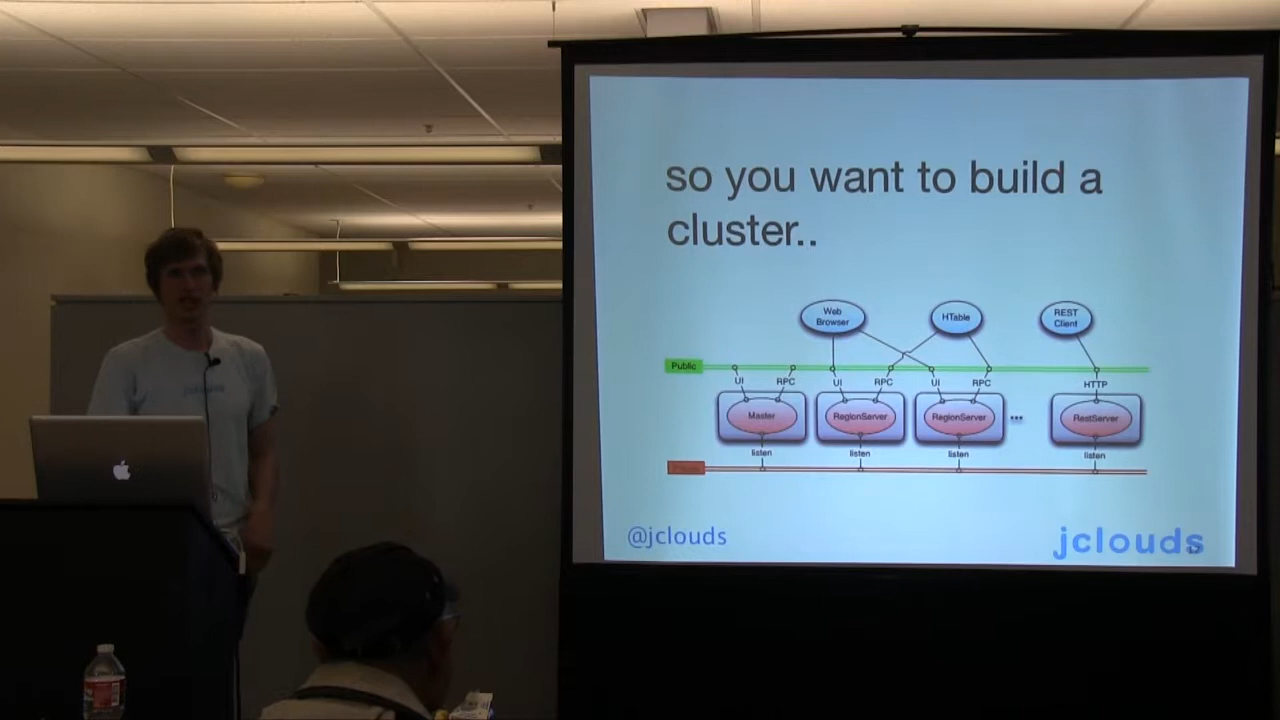 so you want to build a
cluster..
Web
Browser
HTable
REST
Client
Public
UI
RPC
UI
RPC
UI
RPC
HTTP
Master
RegionServer
RegionServer
...
RestServer
listen
listen
listen
listen
@jclouds
jclouds